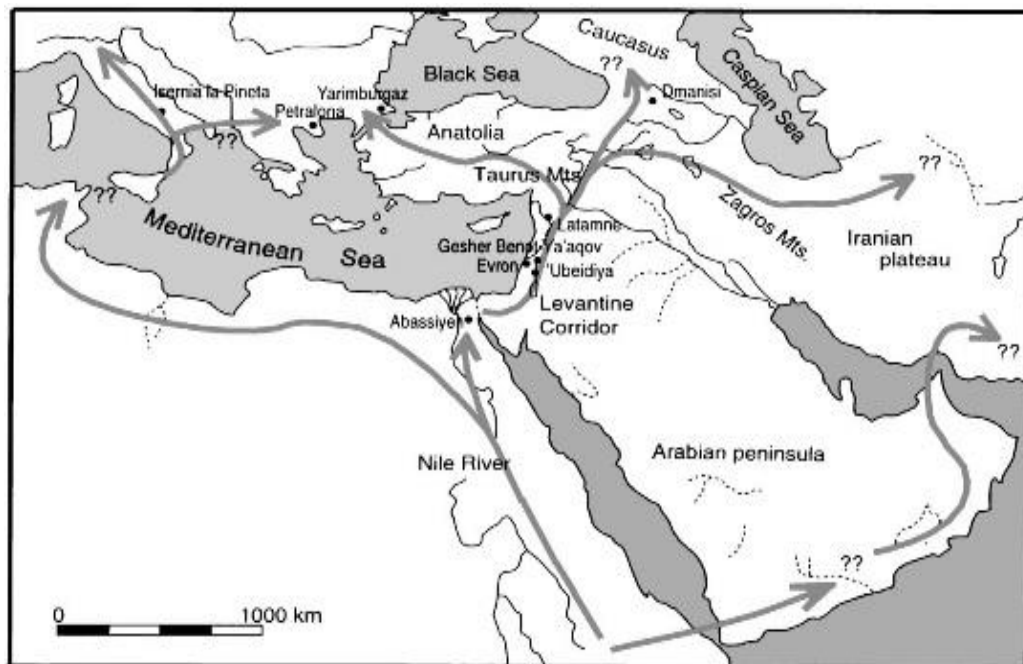 Caucasus
??
Caspian Sea
Black Sea
Isernia la Pineta
Yarimburgaz
Dmanisi
Petralona
??
Anatolia
??
Taurus Mts.
??
Zagros Mts.
Mediterranean Sea
Latamne
Iranian
plateau
Gesher Benot Ya'aqov
Evron
'Ubeidiya
Levantine
Corridor
Abassiyeh
??
Nile River
Arabian peninsula
??
0 1000 km